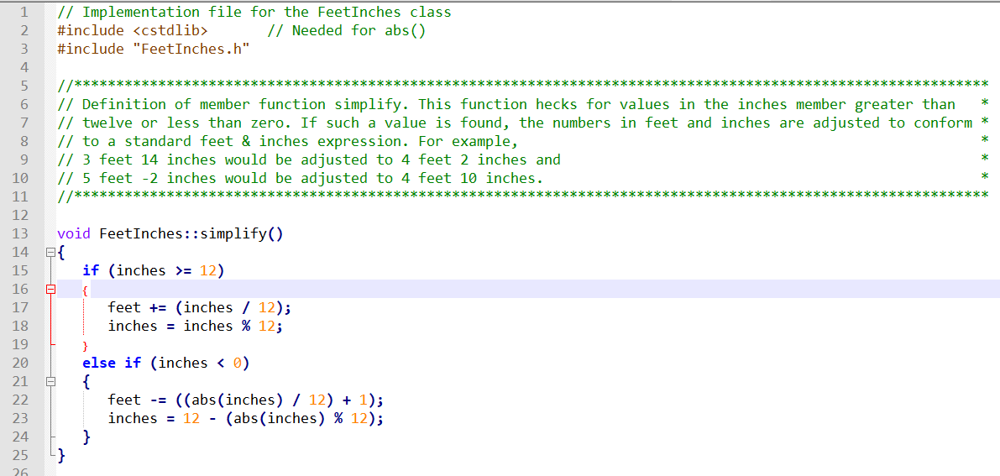 1 // Implementation file for the FeetInches class
2 #include <cstdlib>       // Needed for abs()
3 #include "FeetInches.h"
4
5 //*************************************************************************************************************
6 // Definition of member function simplify. This function hecks for values in the inches member greater than   *
7 // twelve or less than zero. If such a value is found, the numbers in feet and inches are adjusted to conform *
8 // to a standard feet & inches expression. For example,                                                       *
9 // 3 feet 14 inches would be adjusted to 4 feet 2 inches and                                                  *
10 // 5 feet -2 inches would be adjusted to 4 feet 10 inches.                                                    *
11 //*************************************************************************************************************
12
13 void FeetInches::simplify()
14 {
15    if (inches >= 12)
16    {
17       feet += (inches / 12);
18       inches = inches % 12;
19    }
20    else if (inches < 0)
21    {
22       feet -= ((abs(inches) / 12) + 1);
23       inches = 12 - (abs(inches) % 12);
24    }
25 }
26